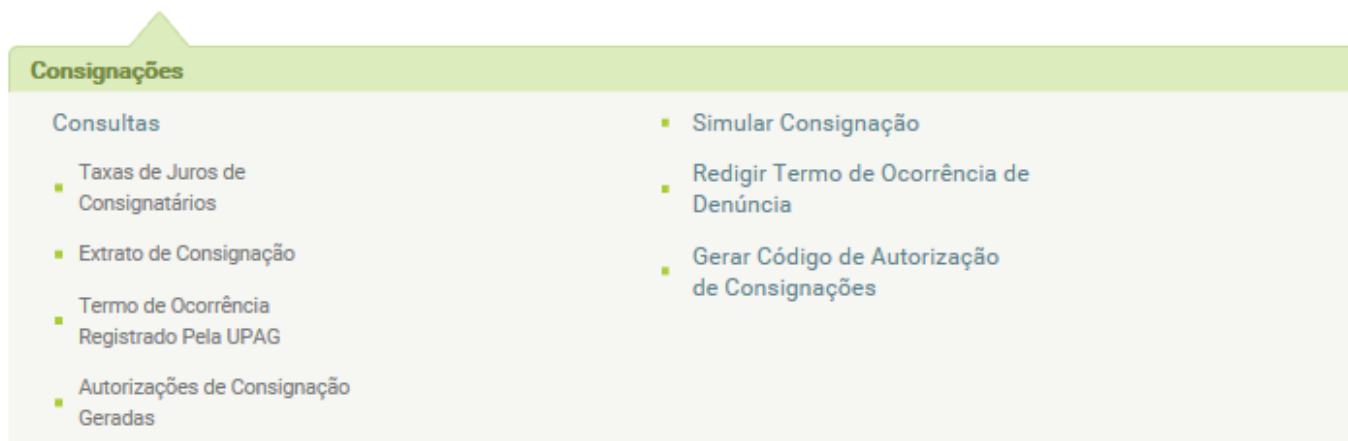 Consignações
Consultas
Taxas de Juros de
Consignatários
Extrato de Consignação
Termo de Ocorrência
Registrado Pela UPAG
Autorizações de Consignação
Geradas
Simular Consignação
Redigir Termo de Ocorrência de
Denúncia
Gerar Código de Autorização
de Consignações